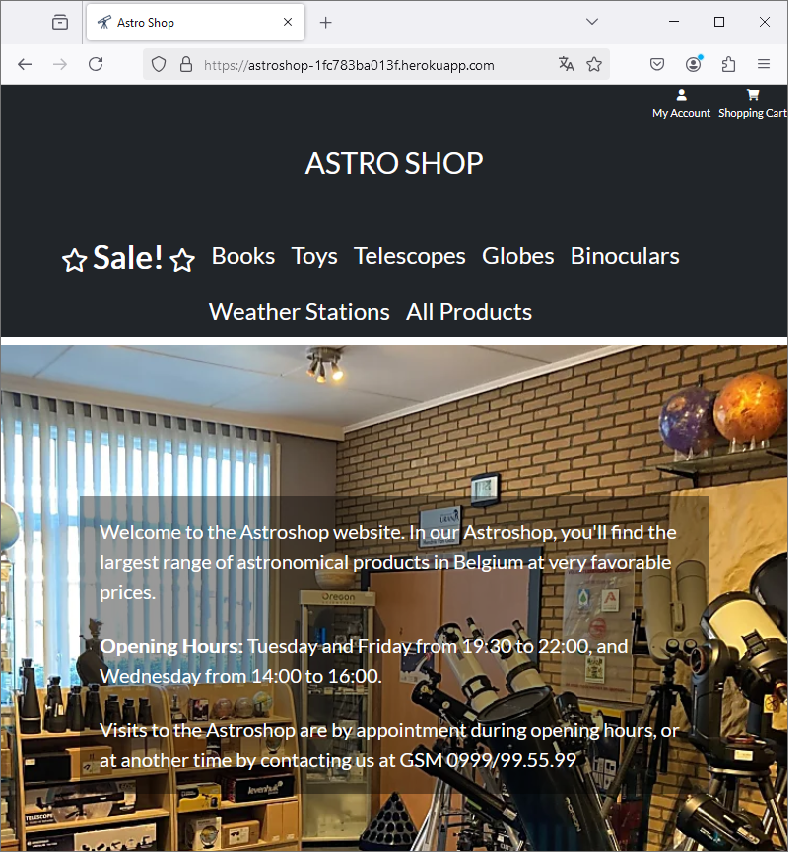 Astro Shop
https://astroshop-1fc783ba013f.herokuapp.com
My Account Shopping Cart
ASTRO SHOP
Sale! Books Toys Telescopes Globes Binoculars
Weather Stations All Products
Welcome to the Astroshop website. In our Astroshop, you'll find the
largest range of astronomical products in Belgium at very favorable
prices.
Oregon
Opening Hours: Tuesday and Friday from 19:30 to 22:00, and
Wednesday from 14:00 to 16:00.
Visits to the Astroshop are by appointment during opening hours, or
at another time by contacting us at GSM 0999/99.55.99
levenhuk
TELESCOPE